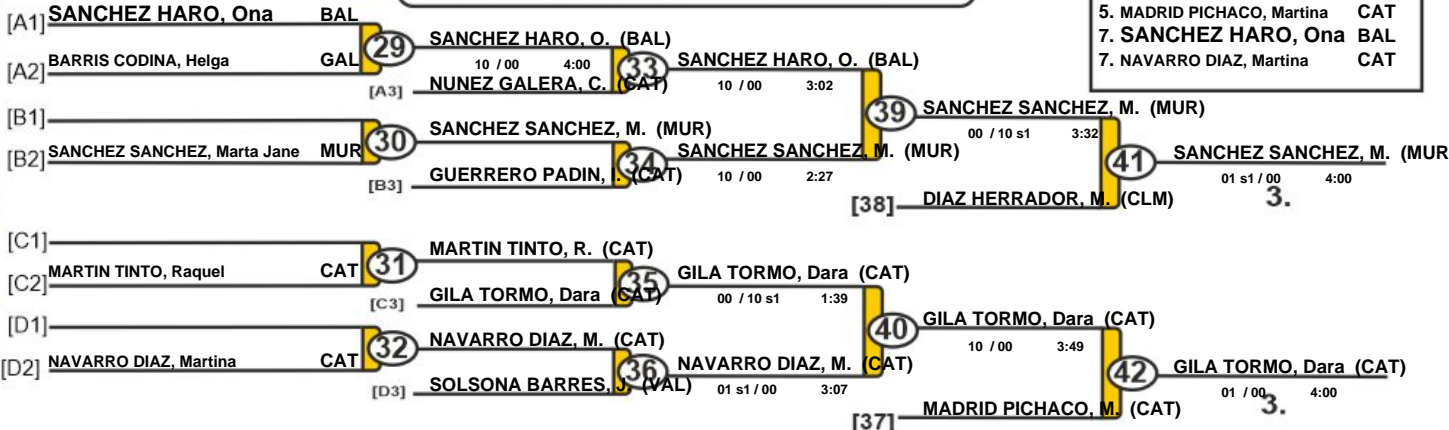 [A1] SANCHEZ HARO, Ona BAL
[A2] BARRIS CODINA, Helga GAL
29
SANCHEZ HARO, O. (BAL)
10 / 00 4:00
[A3] NUNEZ GALERA, C. (CAT)
33
SANCHEZ HARO, O. (BAL)
10 / 00 3:02
[B1]
[B2] SANCHEZ SANCHEZ, Marta Jane MUR
30
SANCHEZ SANCHEZ, M. (MUR)
[B3] GUERRERO PADIN, I. (CAT)
34
SANCHEZ SANCHEZ, M. (MUR)
10 / 00 2:27
39
SANCHEZ SANCHEZ, M. (MUR)
00 / 10 s1 3:32
[38] DIAZ HERRADOR, M. (CLM)
41
SANCHEZ SANCHEZ, M. (MUR
01 s1 / 00 4:00
3.
[C1]
[C2] MARTIN TINTO, Raquel CAT
31
MARTIN TINTO, R. (CAT)
[C3] GILA TORMO, Dara (CAT)
35
GILA TORMO, Dara (CAT)
00 / 10 s1 1:39
[D1]
[D2] NAVARRO DIAZ, Martina CAT
32
NAVARRO DIAZ, M. (CAT)
[D3] SOLSONA BARRES, J. (VAL)
36
NAVARRO DIAZ, M. (CAT)
01 s1 / 00 3:07
40
GILA TORMO, Dara (CAT)
10 / 00 3:49
[37] MADRID PICHACO, M. (CAT)
42
GILA TORMO, Dara (CAT)
01 / 00 4:00
3.
5. MADRID PICHACO, Martina CAT
7. SANCHEZ HARO, Ona BAL
7. NAVARRO DIAZ, Martina CAT